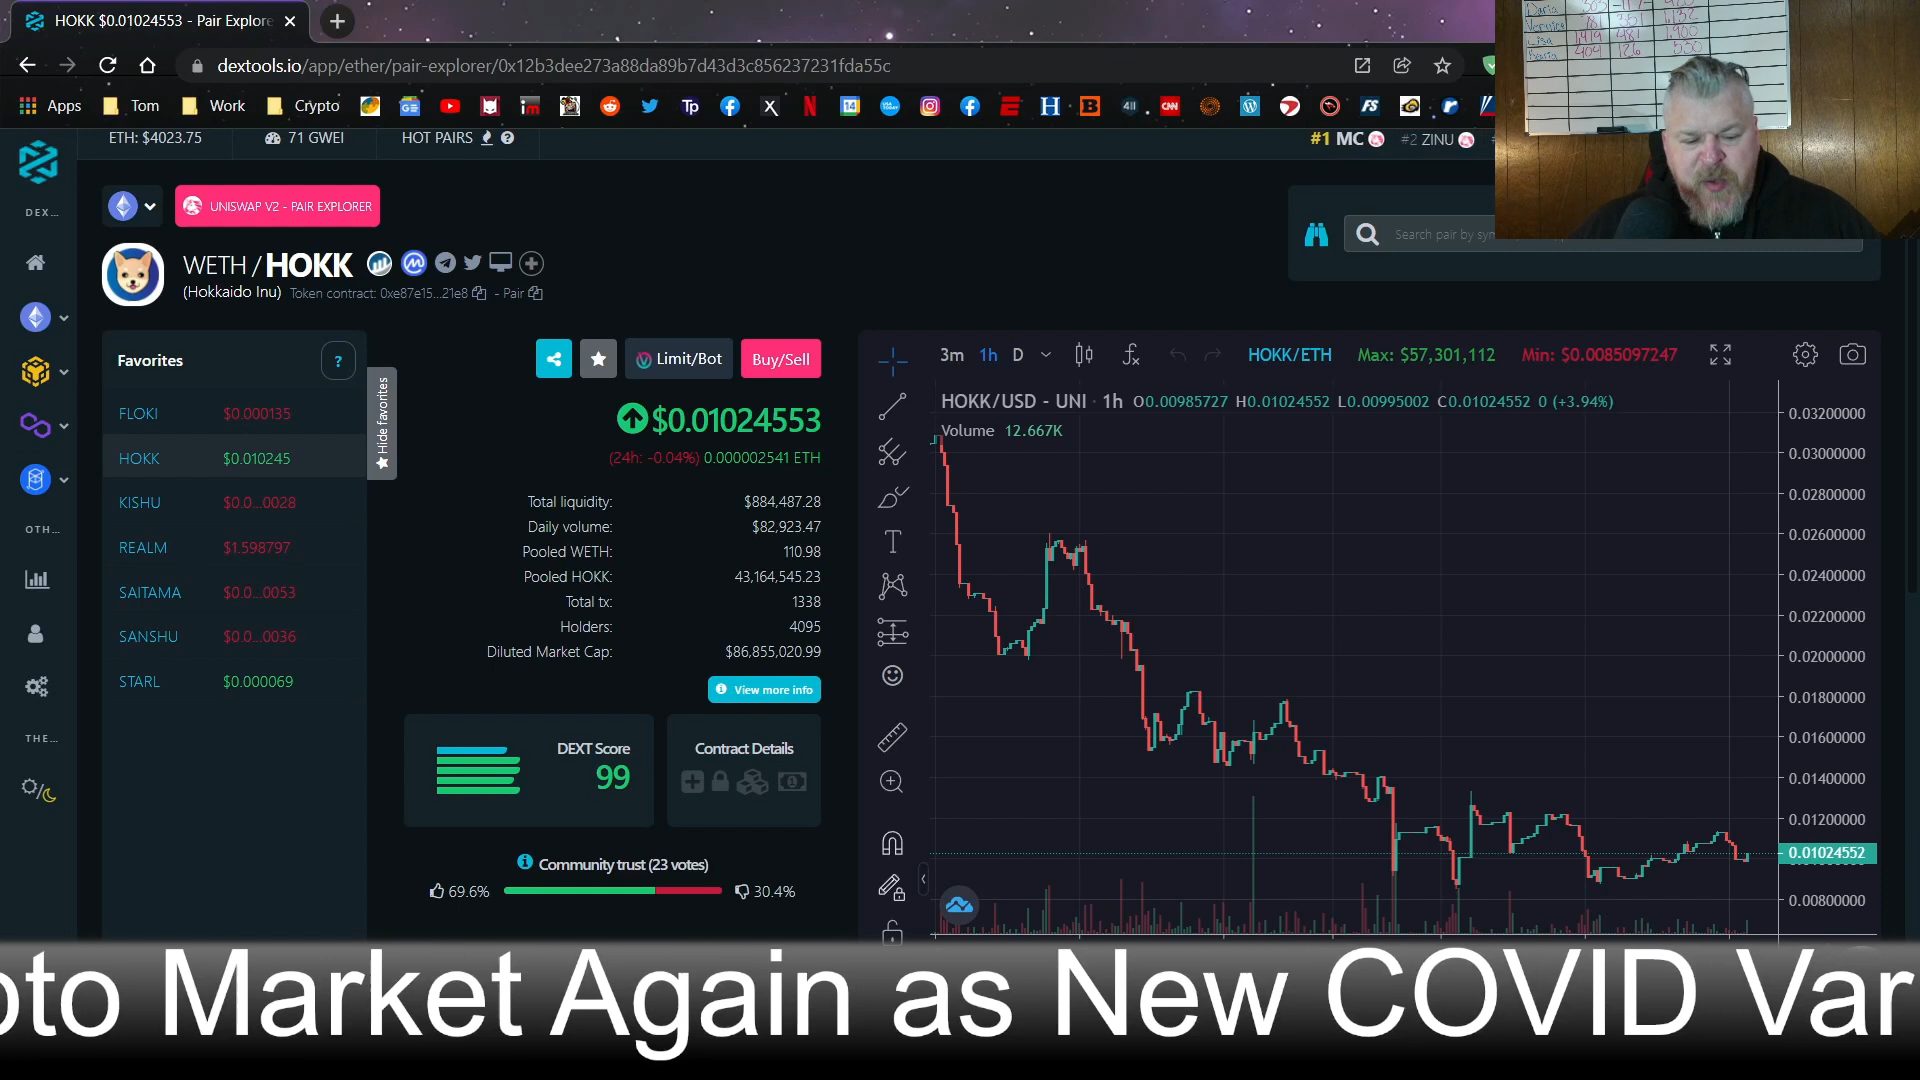 HOKK $0.01024553 - Pair Explore
dextools.io/app/ether/pair-explorer/0x12b3dee273a88da89b7d43d3c856237231fda55c
Apps Tom Work Crypto
ETH: $4023.75 71 GWEI HOT PAIRS #1 MC #2 ZINU
DEX...
UNISWAP V2 - PAIR EXPLORER
Search pair by sym
WETH / HOKK
(Hokkaido Inu) Token contract: 0xe87e15...21e8 - Pair
Favorites ?
Hide favorites
FLOKI $0.000135
HOKK $0.010245
KISHU $0.0...0028
REALM $1.598797
SAITAMA $0.0...0053
SANSHU $0.0...0036
STARL $0.000069
OTH...
THE...
Limit/Bot Buy/Sell
$0.01024553
(24h: -0.04%) 0.000002541 ETH
Total liquidity: $884,487.28
Daily volume: $82,923.47
Pooled WETH: 110.98
Pooled HOKK: 43,164,545.23
Total tx: 1338
Holders: 4095
Diluted Market Cap: $86,855,020.99
View more info
DEXT Score
99
Contract Details
Community trust (23 votes)
69.6% 30.4%
3m 1h D HOKK/ETH Max: $57,301,112 Min: $0.0085097247
HOKK/USD - UNI · 1h O0.00985727 H0.01024552 L0.00995002 C0.01024552 0 (+3.94%)
Volume 12.667K
0.03200000
0.03000000
0.02800000
0.02600000
0.02400000
0.02200000
0.02000000
0.01800000
0.01600000
0.01400000
0.01200000
0.01024552
0.00800000
oto Market Again as New COVID Var